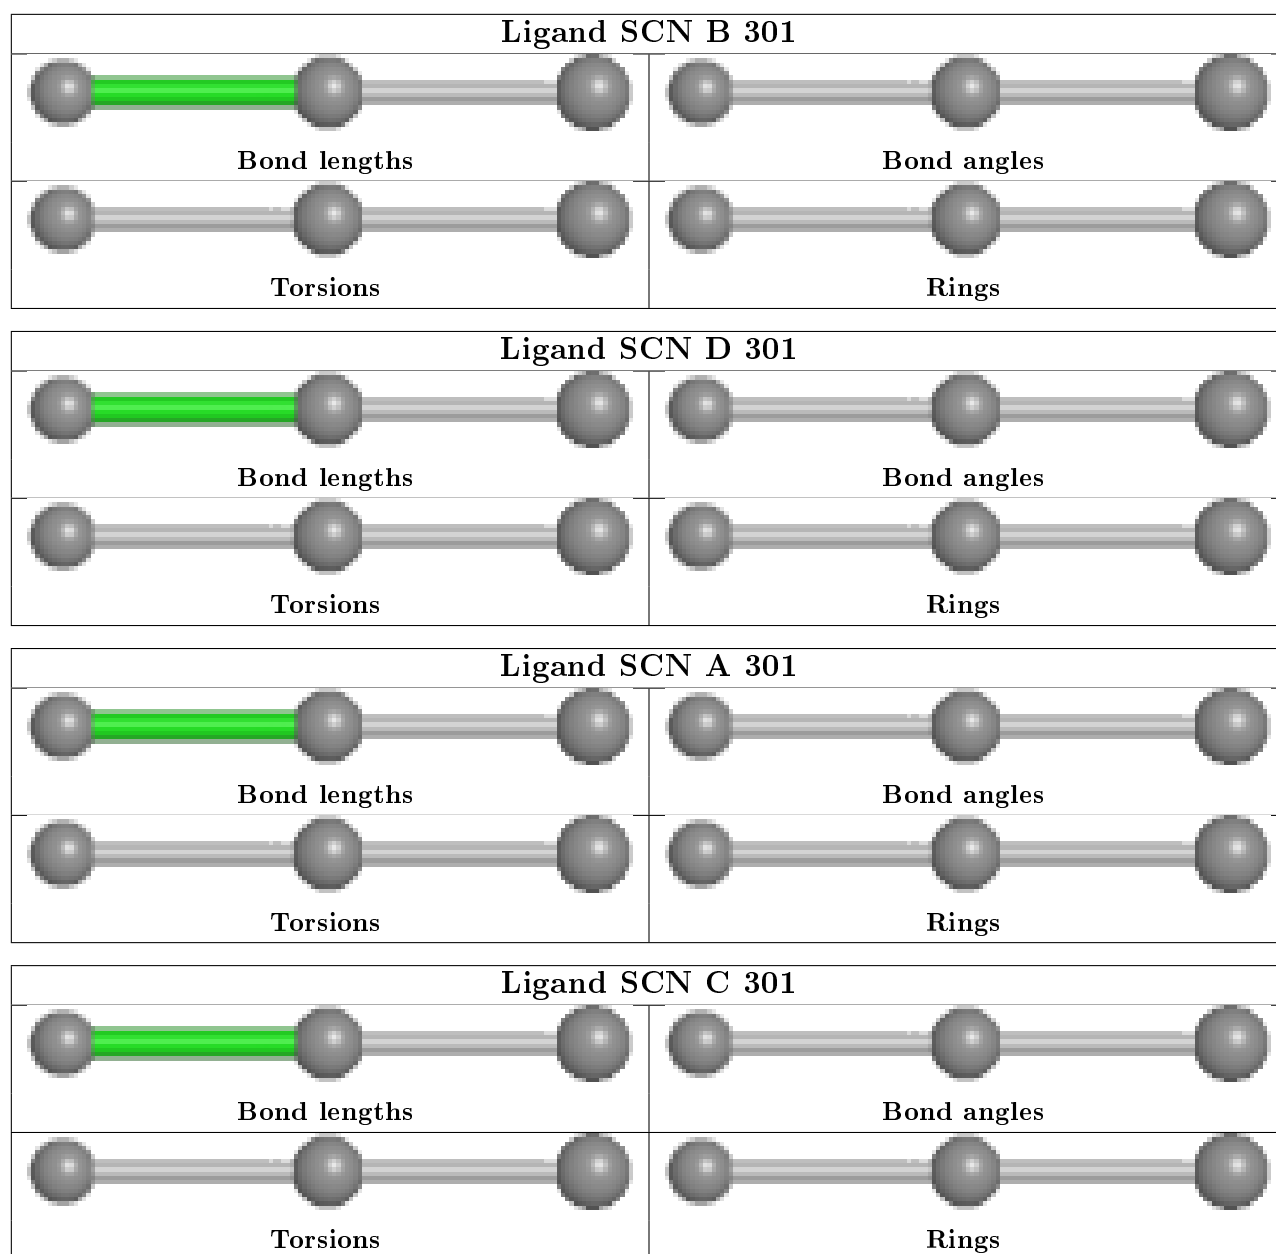 Ligand SCN B 301
Bond lengths Bond angles
Torsions Rings
Ligand SCN D 301
Bond lengths Bond angles
Torsions Rings
Ligand SCN A 301
Bond lengths Bond angles
Torsions Rings
Ligand SCN C 301
Bond lengths Bond angles
Torsions Rings